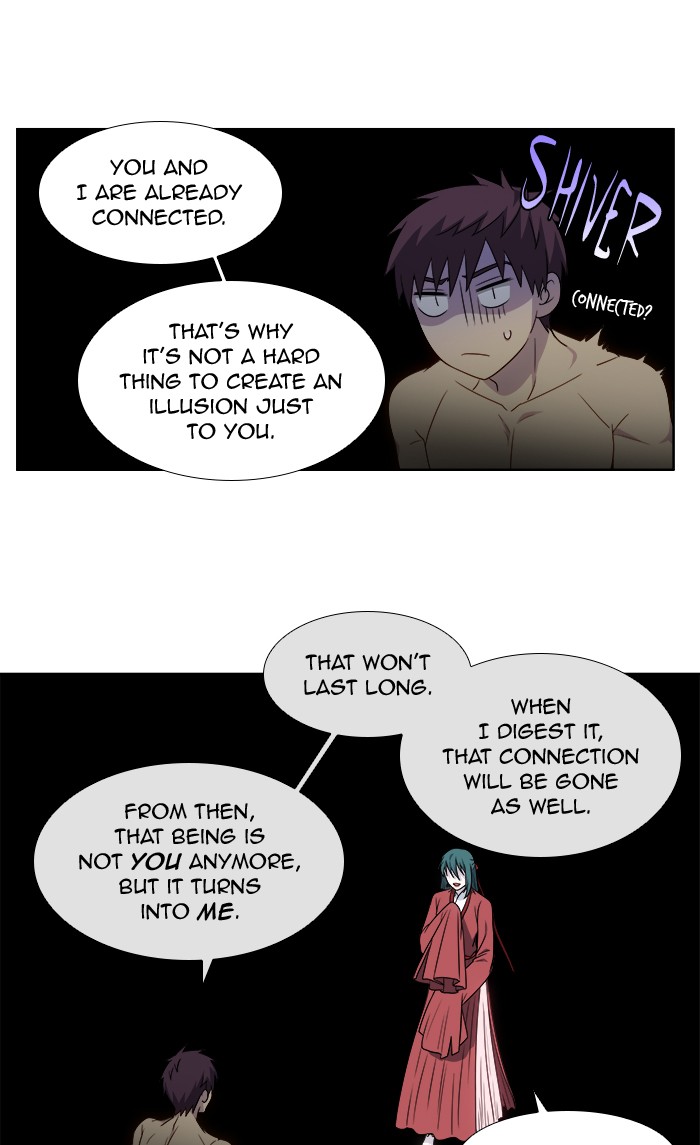 YOU AND
I ARE ALREADY
CONNECTED.
SHIVER
CONNECTED?
THAT'S WHY
IT'S NOT A HARD
THING TO CREATE AN
ILLUSION JUST
TO YOU.
THAT WON'T
LAST LONG.
WHEN
I DIGEST IT,
THAT CONNECTION
WILL BE GONE
AS WELL.
FROM THEN,
THAT BEING IS
NOT YOU ANYMORE,
BUT IT TURNS
INTO ME.